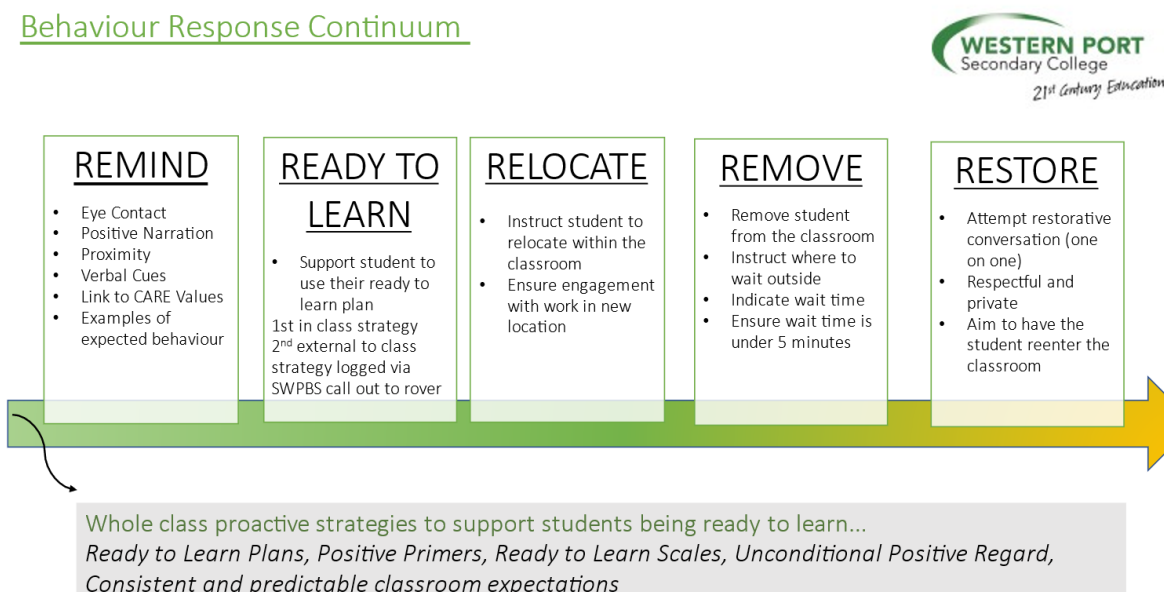 Behaviour Response Continuum
WESTERN PORT
Secondary College
21st Century Education
REMIND
• Eye Contact
• Positive Narration
• Proximity
• Verbal Cues
• Link to CARE Values
• Examples of
expected behaviour
READY TO
LEARN
• Support student to
use their ready to
learn plan
1st in class strategy
2nd external to class
strategy logged via
SWPBS call out to rover
RELOCATE
• Instruct student to
relocate within the
classroom
• Ensure engagement
with work in new
location
REMOVE
• Remove student
from the classroom
• Instruct where to
wait outside
• Indicate wait time
• Ensure wait time is
under 5 minutes
RESTORE
• Attempt restorative
conversation (one
on one)
• Respectful and
private
• Aim to have the
student reenter the
classroom
Whole class proactive strategies to support students being ready to learn...
Ready to Learn Plans, Positive Primers, Ready to Learn Scales, Unconditional Positive Regard,
Consistent and predictable classroom expectations